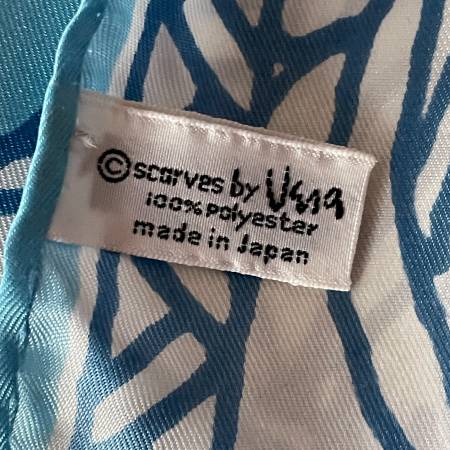 © scarves by Vera
100% polyester
made in Japan